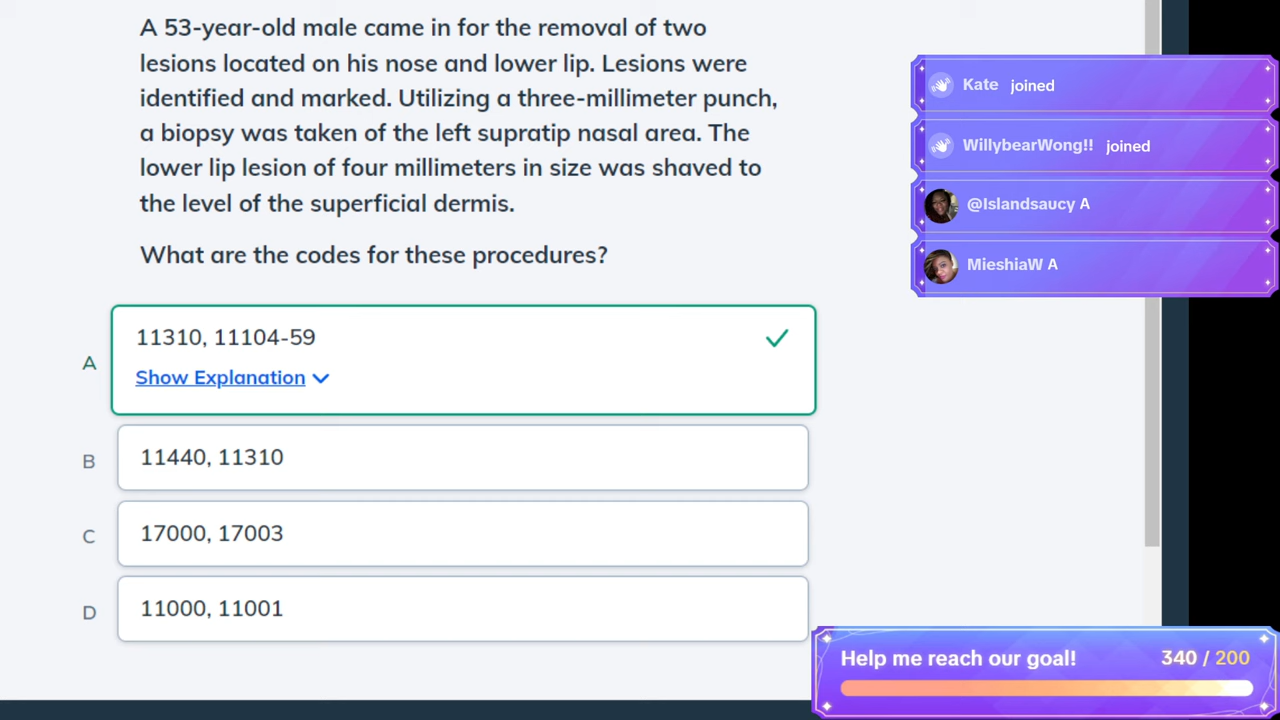 A 53-year-old male came in for the removal of two
lesions located on his nose and lower lip. Lesions were
identified and marked. Utilizing a three-millimeter punch,
a biopsy was taken of the left supratip nasal area. The
lower lip lesion of four millimeters in size was shaved to
the level of the superficial dermis.
What are the codes for these procedures?
A
11310, 11104-59
Show Explanation
B
11440, 11310
C
17000, 17003
D
11000, 11001
Kate joined
WillybearWong!! joined
@Islandsaucy A
MieshiaW A
Help me reach our goal! 340 / 200